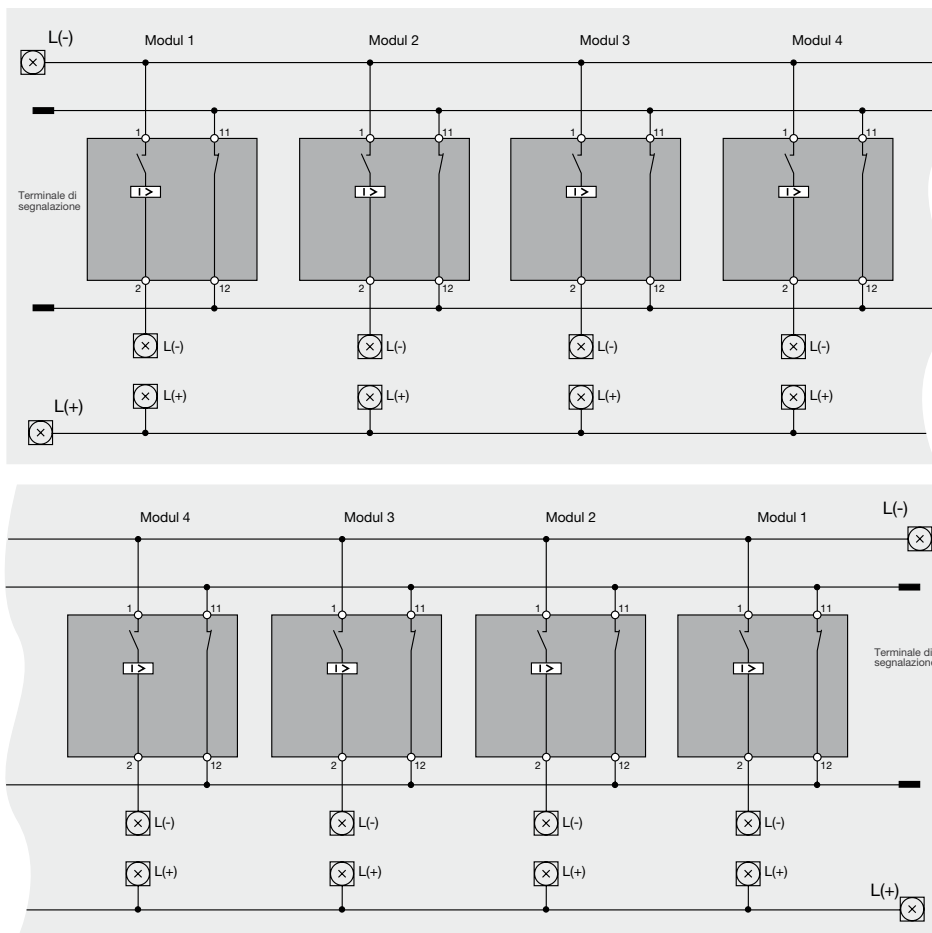 L(-)
Modul 1 Modul 2 Modul 3 Modul 4
1 11 1 11 1 11 1 11
Terminale di
segnalazione
I > I > I > I >
2 12 2 12 2 12 2 12
L(-) L(-) L(-) L(-)
L(+) L(+) L(+) L(+)
L(+)
Modul 4 Modul 3 Modul 2 Modul 1
L(-)
1 11 1 11 1 11 1 11
Terminale di
segnalazione
I > I > I > I >
2 12 2 12 2 12 2 12
L(-) L(-) L(-) L(-)
L(+) L(+) L(+) L(+)
L(+)